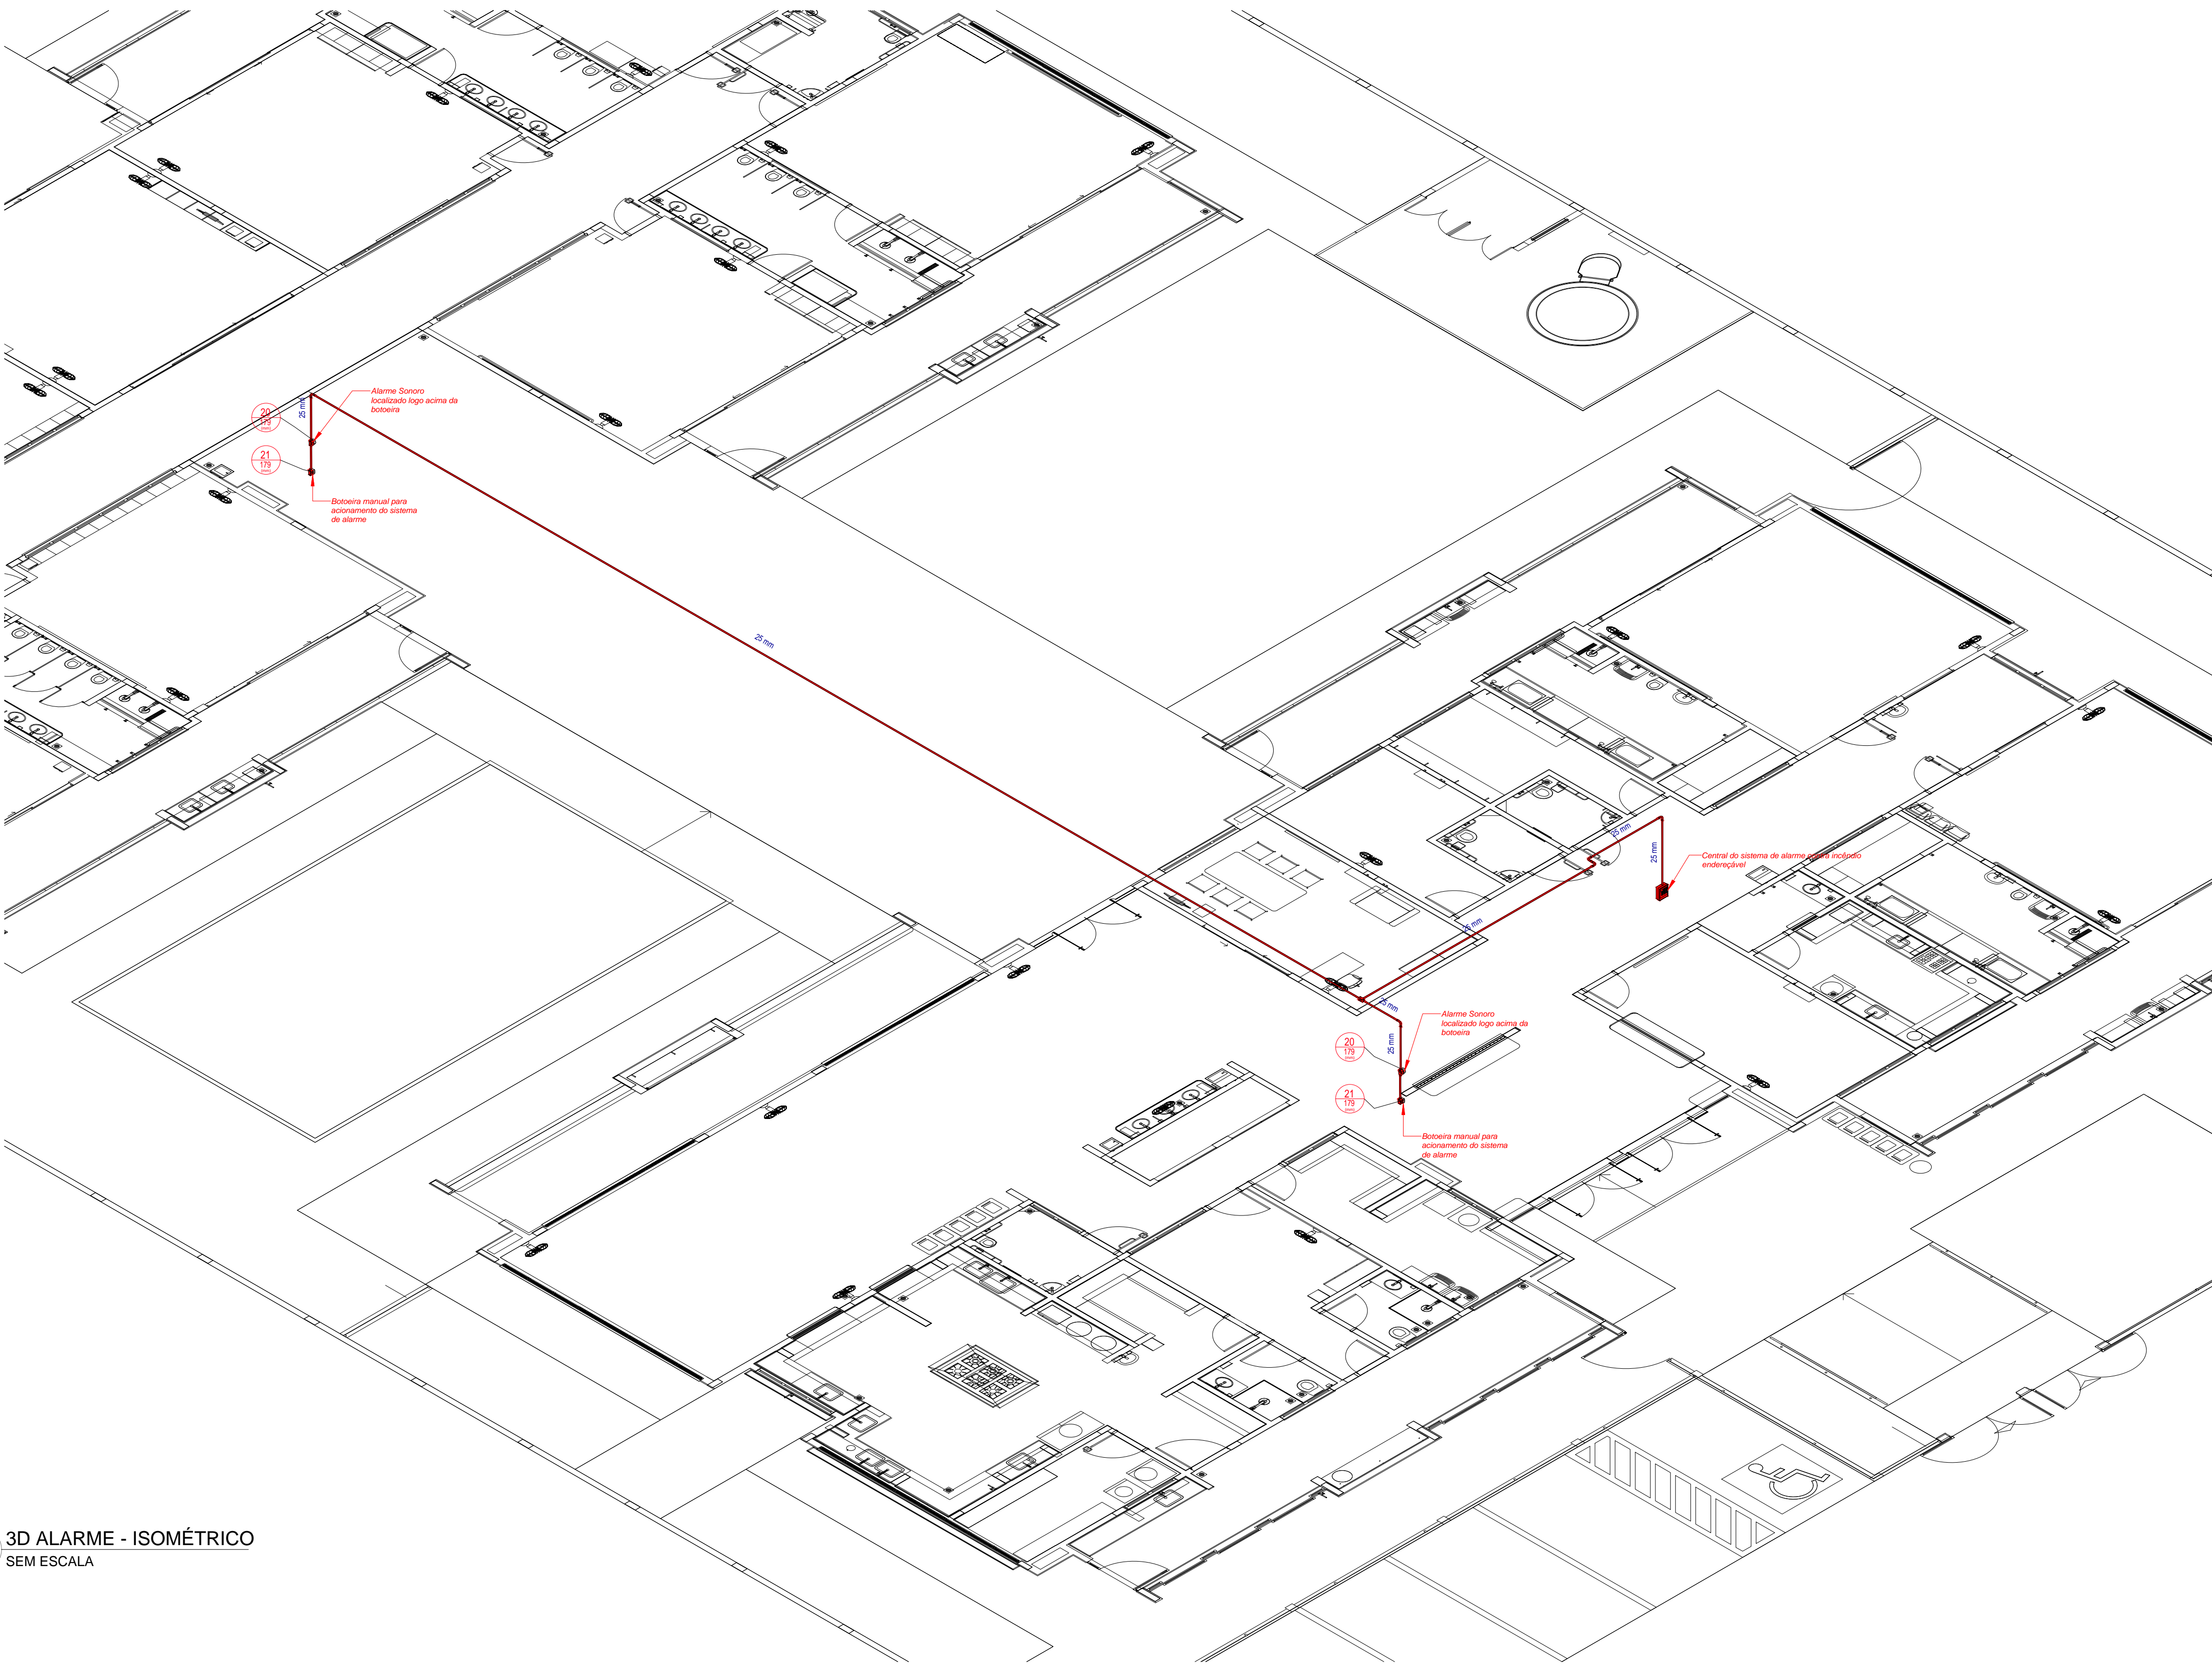 Alarme Sonoro
localizado logo acima da
botoeira
25 mm
20
179
21
179
Botoeira manual para
acionamento do sistema
de alarme
25 mm
25 mm
25 mm
Central do sistema de alarme contra incêndio
endereçável
25 mm
25 mm
Alarme Sonoro
localizado logo acima da
botoeira
25 mm
20
179
21
179
Botoeira manual para
acionamento do sistema
de alarme
3D ALARME - ISOMÉTRICO
SEM ESCALA